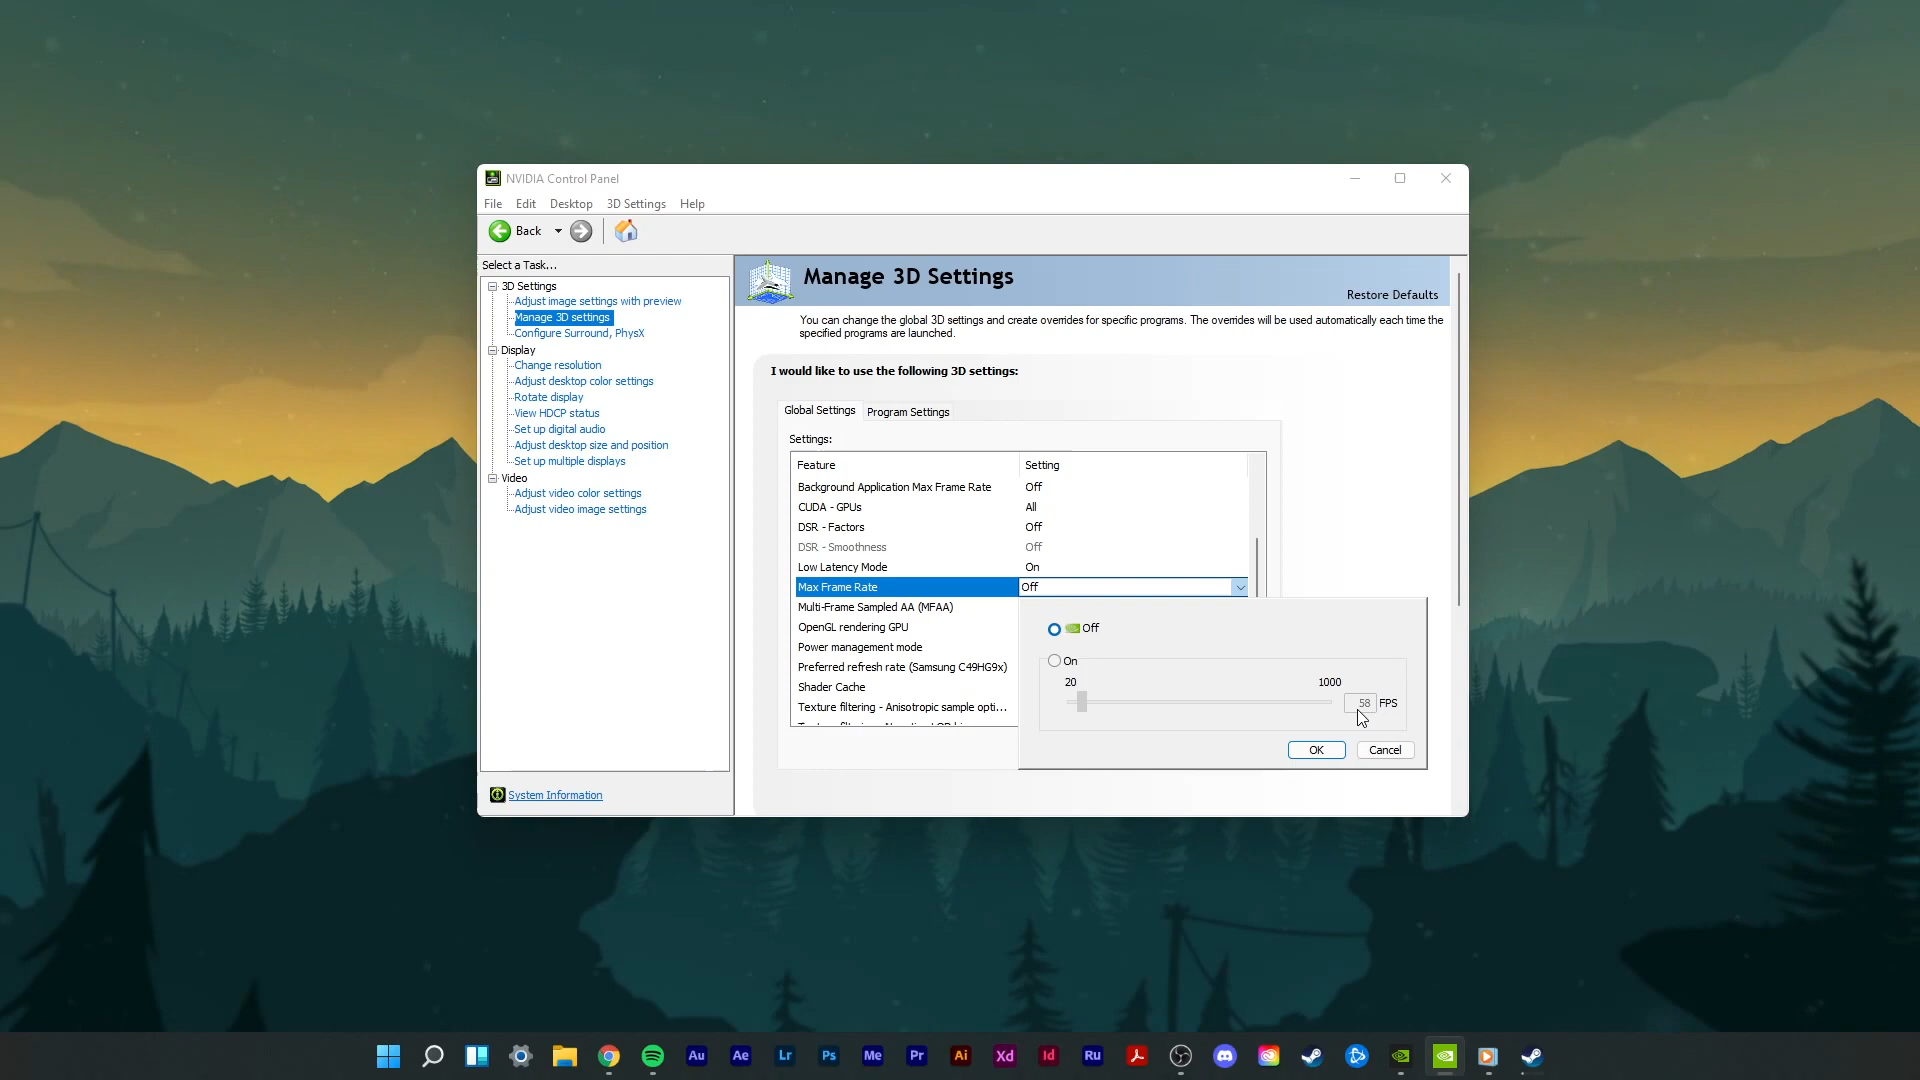 NVIDIA Control Panel
File Edit Desktop 3D Settings Help
Back
Select a Task...
3D Settings
Adjust image settings with preview
Manage 3D settings
Configure Surround, PhysX
Display
Change resolution
Adjust desktop color settings
Rotate display
View HDCP status
Set up digital audio
Adjust desktop size and position
Set up multiple displays
Video
Adjust video color settings
Adjust video image settings
System Information
Manage 3D Settings
Restore Defaults
You can change the global 3D settings and create overrides for specific programs. The overrides will be used automatically each time the
specified programs are launched.
I would like to use the following 3D settings:
Global Settings Program Settings
Settings:
Feature Setting
Background Application Max Frame Rate Off
CUDA - GPUs All
DSR - Factors Off
DSR - Smoothness Off
Low Latency Mode On
Max Frame Rate Off
Multi-Frame Sampled AA (MFAA)
OpenGL rendering GPU
Power management mode
Preferred refresh rate (Samsung C49HG9x)
Shader Cache
Texture filtering - Anisotropic sample opti...
Off
On
20 1000
58 FPS
OK Cancel
Au Ae Lr Ps Me Pr Ai Xd Id Ru